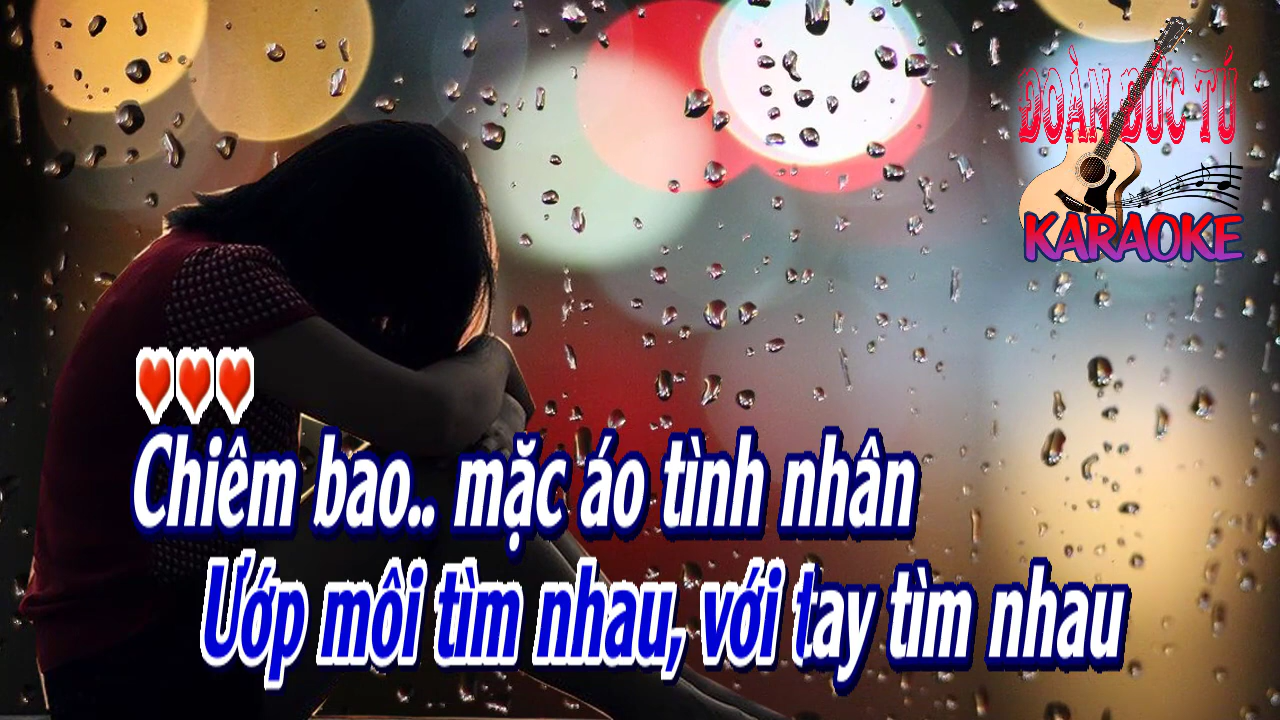 ĐOÀN ĐỨC TÚ
KARAOKE
Chiêm bao.. mặc áo tình nhân
Ướp môi tìm nhau, với tay tìm nhau